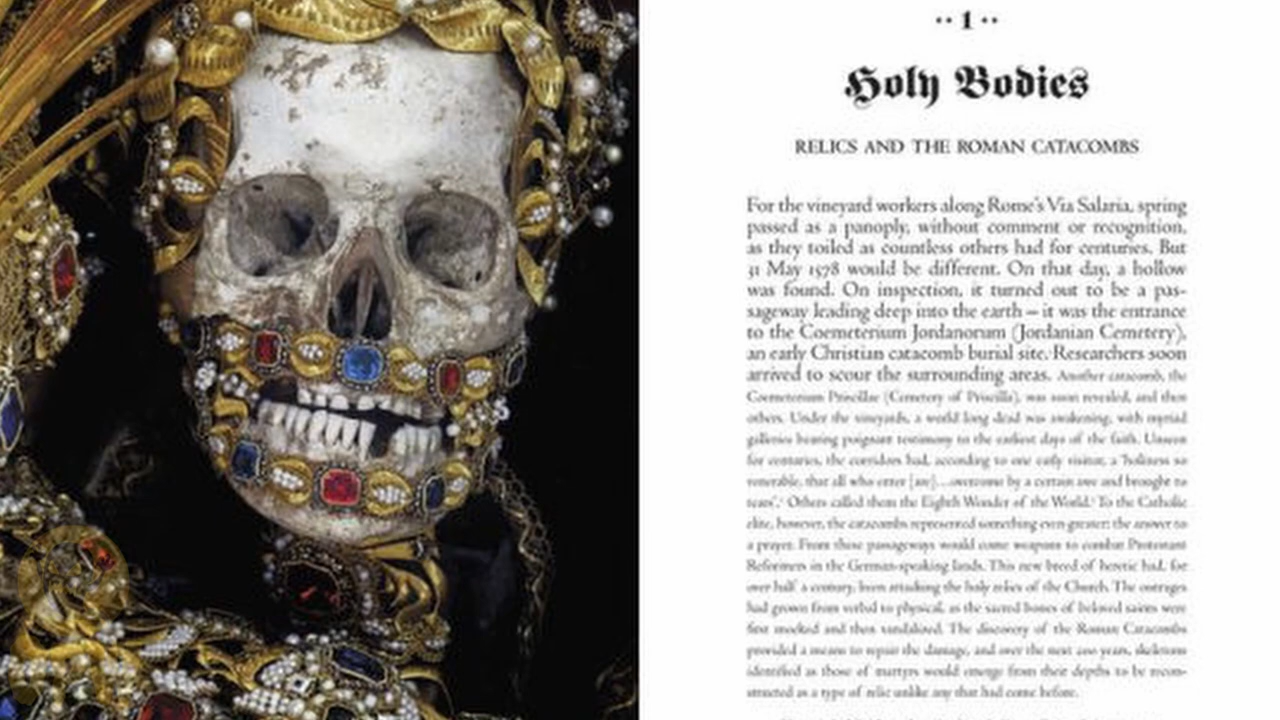 ·· 1 ··
Holy Bodies
RELICS AND THE ROMAN CATACOMBS
For the vineyard workers along Rome's Via Salaria, spring
passed as a panoply, without comment or recognition,
as they toiled as countless others had for centuries. But
31 May 1578 would be different. On that day, a hollow
was found. On inspection, it turned out to be a pas-
sageway leading deep into the earth – it was the entrance
to the Coemeterium Jordanorum (Jordanian Cemetery),
an early Christian catacomb burial site. Researchers soon
arrived to scour the surrounding areas. Another catacomb, the
Coemeterium Priscillae (Cemetery of Priscilla), was soon revealed, and then
others. Under the vineyards, a world long dead was awakening, with myriad
galleries bearing poignant testimony to the earliest days of the faith. Unseen
for centuries, the corridors had, according to one early visitor, a 'holiness so
venerable, that all who enter [are]…overcome by a certain awe and brought to
tears'. Others called them the Eighth Wonder of the World. To the Catholic
elite, however, the catacombs represented something even greater: the answer to
a prayer. From these passageways would come weapons to combat Protestant
Reformers in the German-speaking lands. This new breed of heretic had, for
over half a century, been attacking the holy relics of the Church. The outrages
had grown from verbal to physical, as the sacred bones of beloved saints were
first mocked and then vandalized. The discovery of the Roman Catacombs
provided a means to repair the damage, and over the next 200 years, skeletons
identified as those of martyrs would emerge from their depths to be recon-
structed as a type of relic unlike any that had come before.